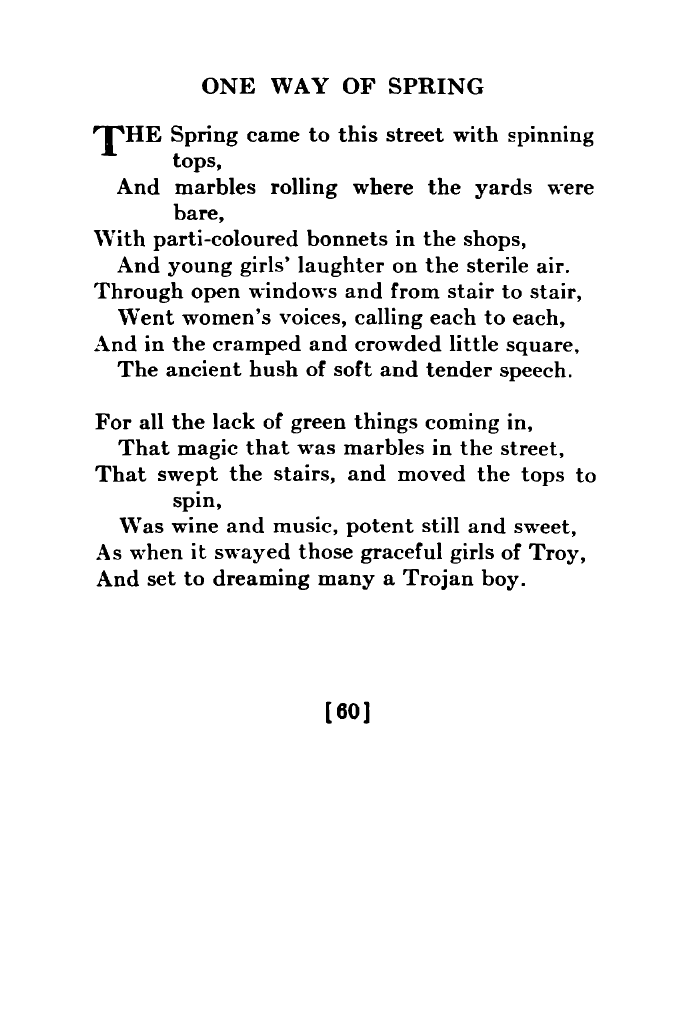 ONE WAY OF SPRING
THE Spring came to this street with spinning
tops,
And marbles rolling where the yards were
bare,
With parti-coloured bonnets in the shops,
And young girls' laughter on the sterile air.
Through open windows and from stair to stair,
Went women's voices, calling each to each,
And in the cramped and crowded little square,
The ancient hush of soft and tender speech.
For all the lack of green things coming in,
That magic that was marbles in the street,
That swept the stairs, and moved the tops to
spin,
Was wine and music, potent still and sweet,
As when it swayed those graceful girls of Troy,
And set to dreaming many a Trojan boy.
[60]